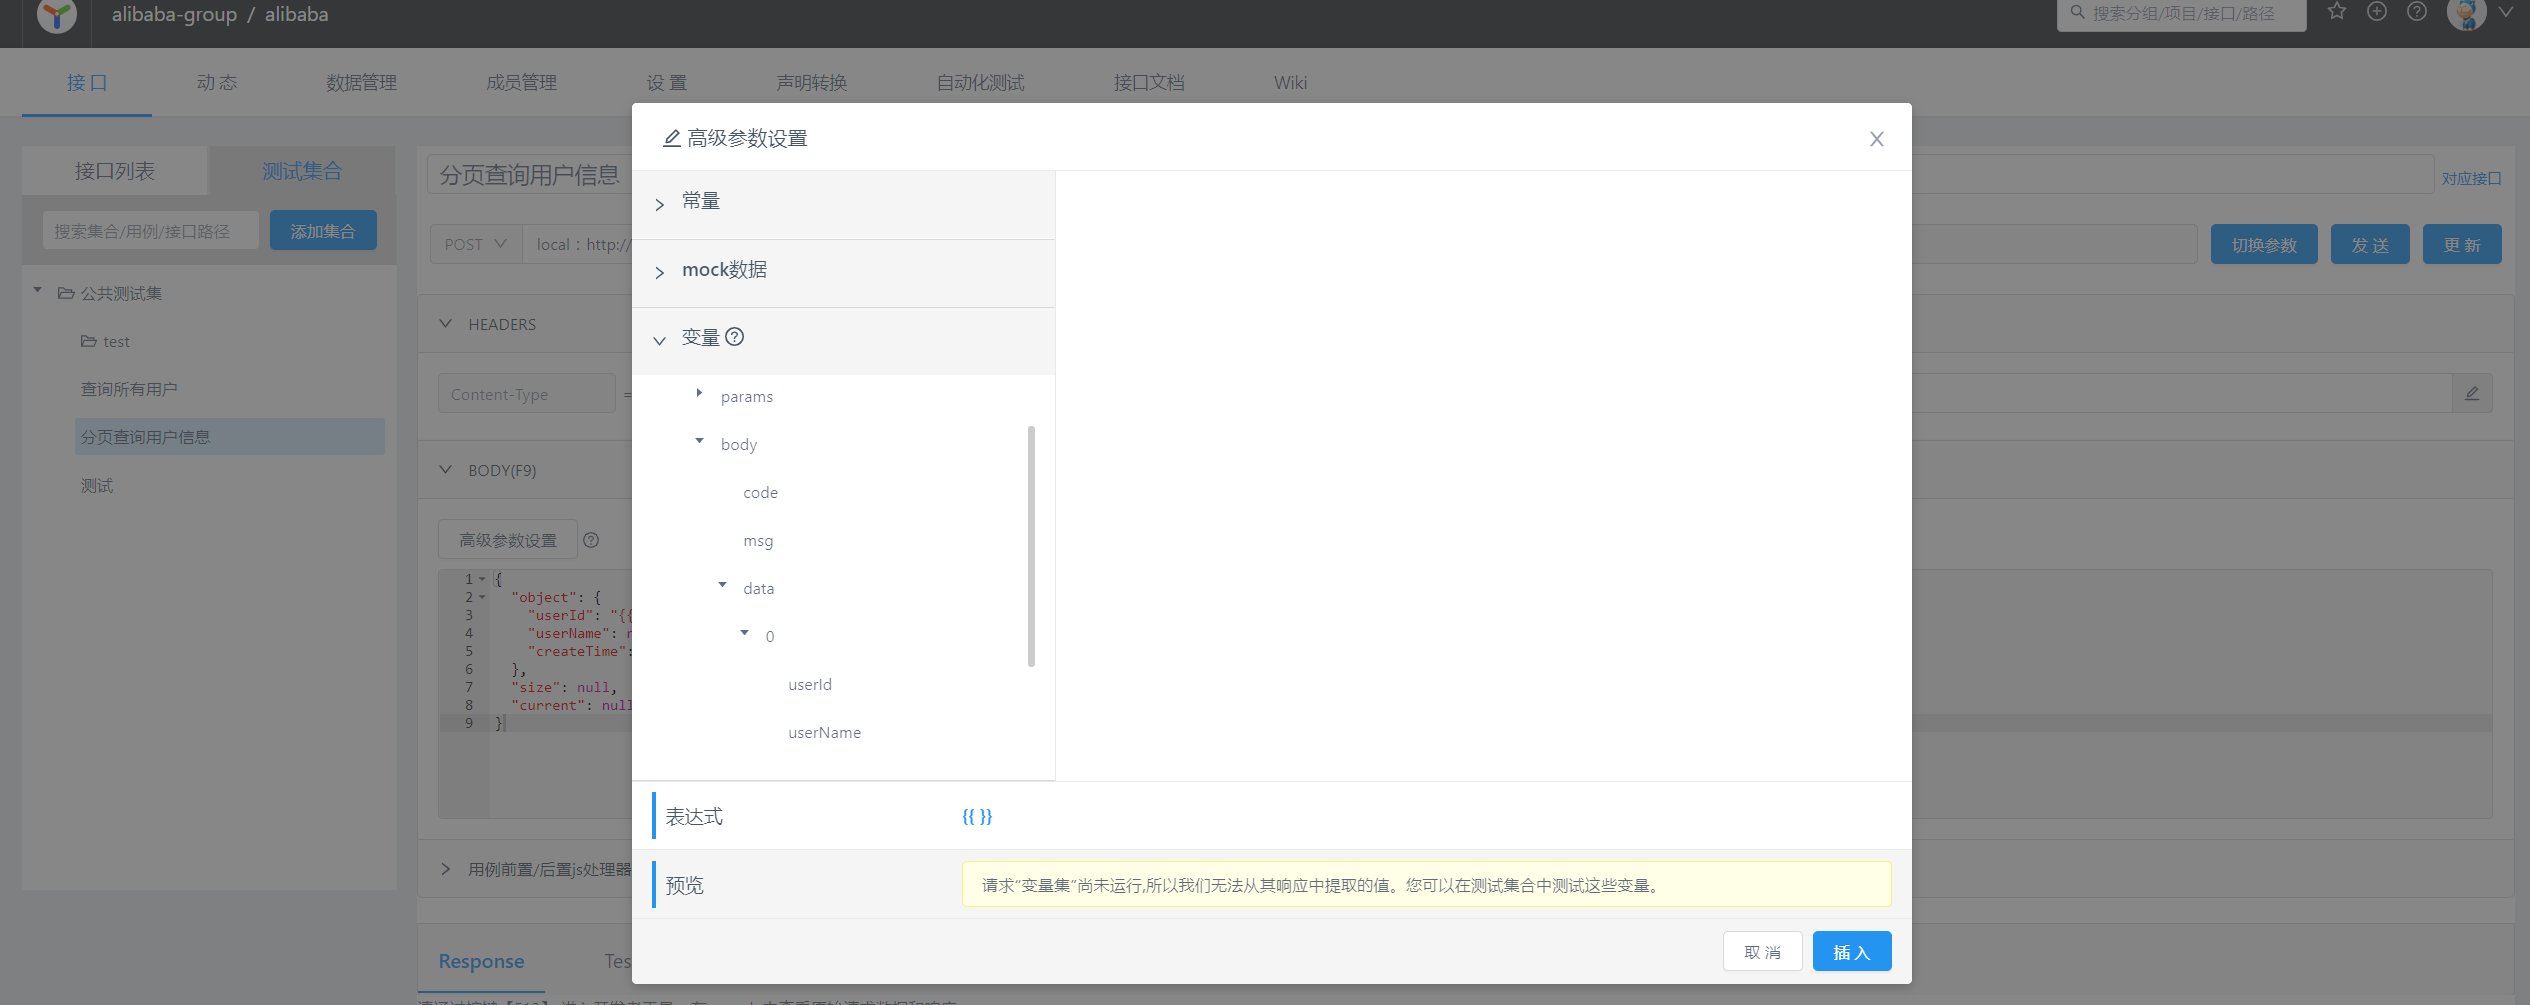 alibaba-group / alibaba
搜索分组/项目/接口/路径
接 口
动 态
数据管理
成员管理
设 置
声明转换
自动化测试
接口文档
Wiki
接口列表
测试集合
搜索集合/用例/接口路径
添加集合
公共测试集
test
查询所有用户
分页查询用户信息
测试
分页查询用户信息
对应接口
POST
local：http://
切换参数
发 送
更 新
HEADERS
Content-Type
=
BODY(F9)
高级参数设置
1 {
2 "object": {
3 "userId": "{{
4 "userName": n
5 "createTime":
6 },
7 "size": null,
8 "current": null
9 }
用例前置/后置js处理器
Response
Tes
高级参数设置
常量
mock数据
变量
params
body
code
msg
data
0
userId
userName
表达式
{{ }}
预览
请求“变量集”尚未运行,所以我们无法从其响应中提取的值。您可以在测试集合中测试这些变量。
取 消
插 入